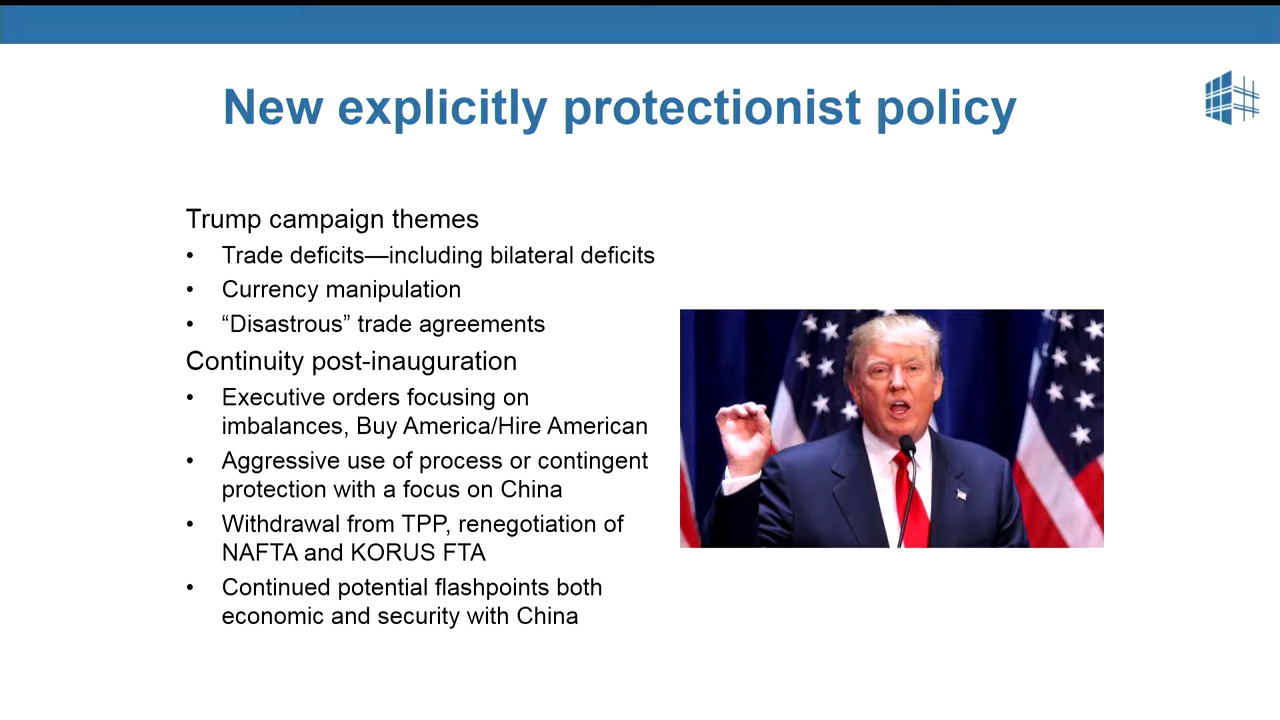 New explicitly protectionist policy
Trump campaign themes
• Trade deficits—including bilateral deficits
• Currency manipulation
• “Disastrous” trade agreements
Continuity post-inauguration
• Executive orders focusing on
imbalances, Buy America/Hire American
• Aggressive use of process or contingent
protection with a focus on China
• Withdrawal from TPP, renegotiation of
NAFTA and KORUS FTA
• Continued potential flashpoints both
economic and security with China